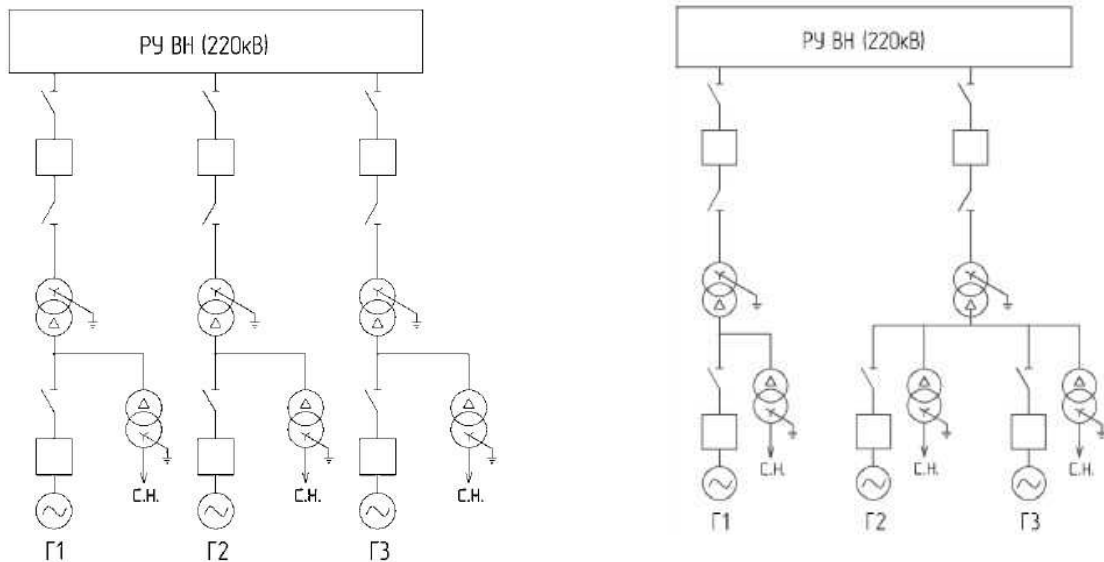 РУ ВН (220кВ)
С.Н.
С.Н.
С.Н.
Г1
Г2
Г3
РУ ВН (220кВ)
С.Н.
С.Н.
С.Н.
Г1
Г2
Г3